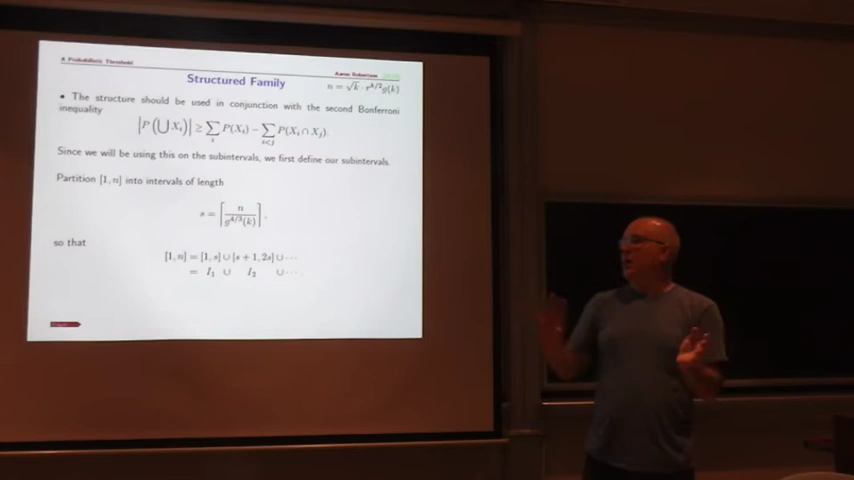 A Probabilistic Threshold
Aaron Robertson
Structured Family
n = √k · r^{k/2} g(k)
• The structure should be used in conjunction with the second Bonferroni
inequality
|P(⋃ X_i)| ≥ ∑_i P(X_i) − ∑_{i<j} P(X_i ∩ X_j).
Since we will be using this on the subintervals, we first define our subintervals.
Partition [1, n] into intervals of length
s = ⌈n / g^{4/3}(k)⌉,
so that
[1, n] = [1, s] ∪ [s + 1, 2s] ∪ ···
= I_1 ∪ I_2 ∪ ··· .